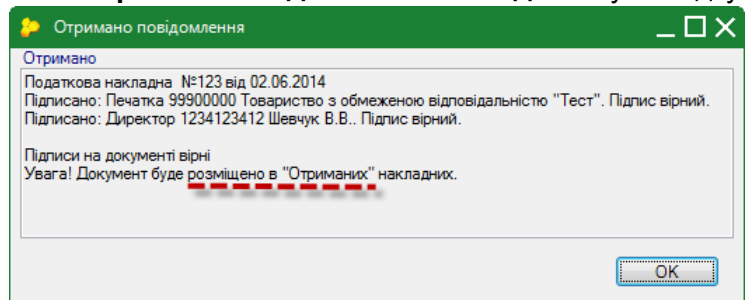 Отримано повідомлення
Отримано
Податкова накладна №123 від 02.06.2014
Підписано: Печатка 99900000 Товариство з обмеженою відповідальністю "Тест". Підпис вірний.
Підписано: Директор 1234123412 Шевчук В.В.. Підпис вірний.
Підписи на документі вірні
Увага! Документ буде розміщено в "Отриманих" накладних.
OK